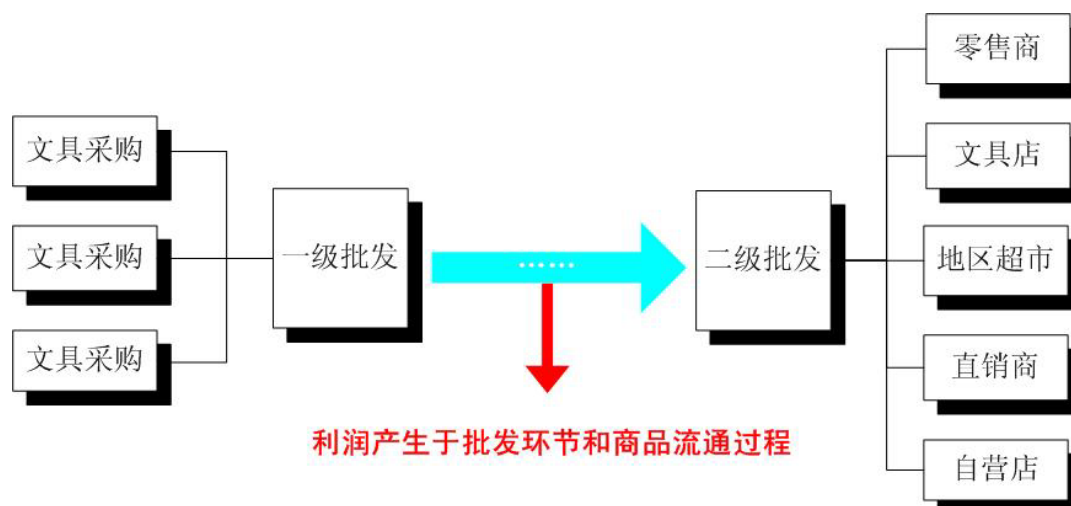 文具采购
文具采购
文具采购
一级批发
······
二级批发
零售商
文具店
地区超市
直销商
自营店
利润产生于批发环节和商品流通过程